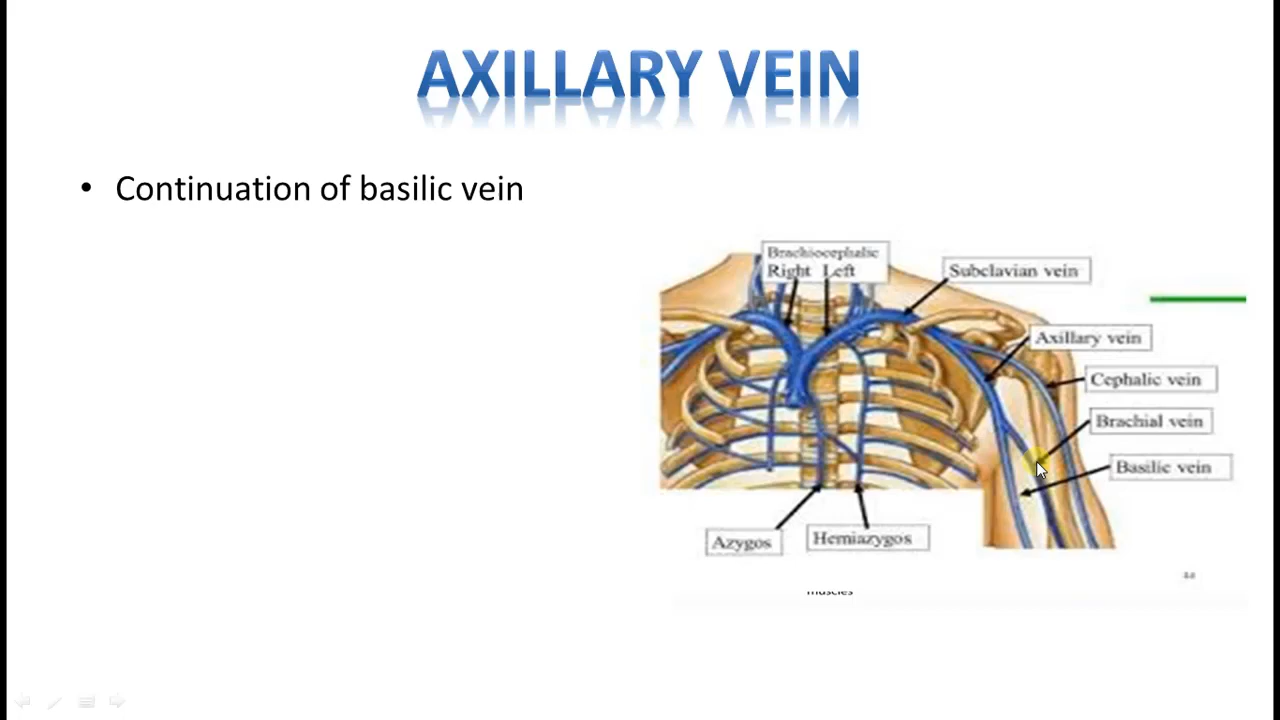 AXILLARY VEIN
• Continuation of basilic vein
Brachiocephalic
Right Left
Subclavian vein
Axillary vein
Cephalic vein
Brachial vein
Basilic vein
Azygos
Hemiazygos
muscles